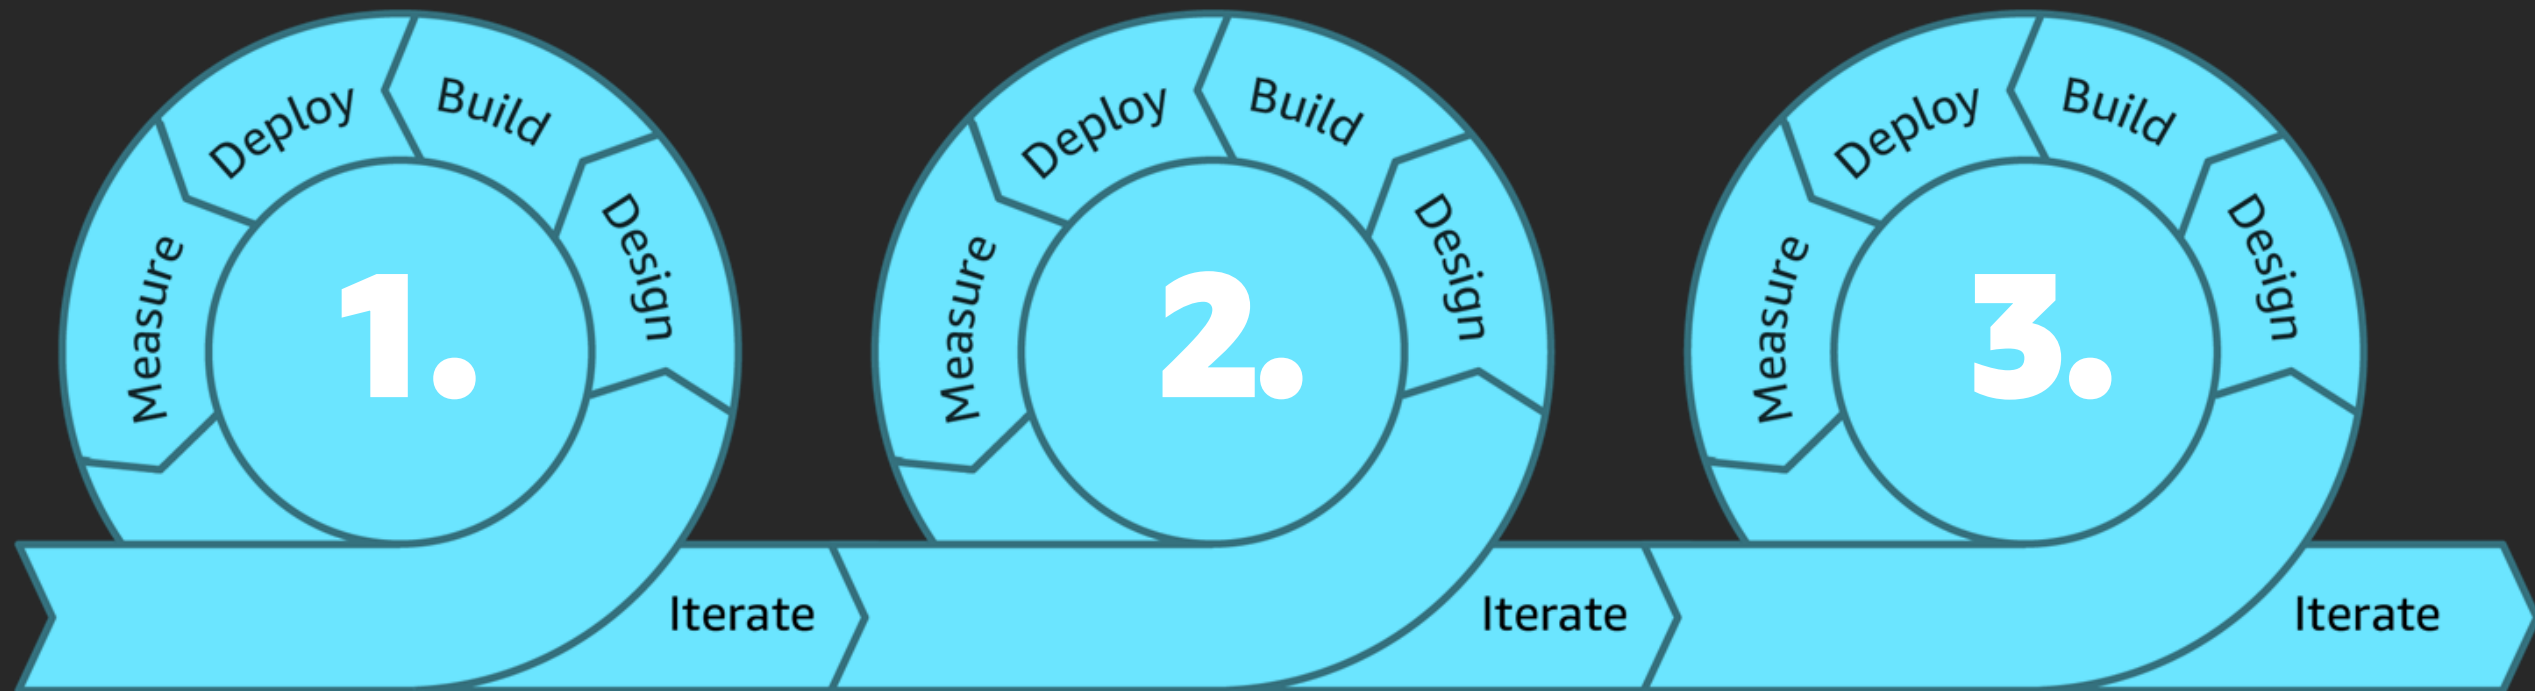 Deploy
Build
Design
Measure
1.
Iterate
Deploy
Build
Design
Measure
2.
Iterate
Deploy
Build
Design
Measure
3.
Iterate